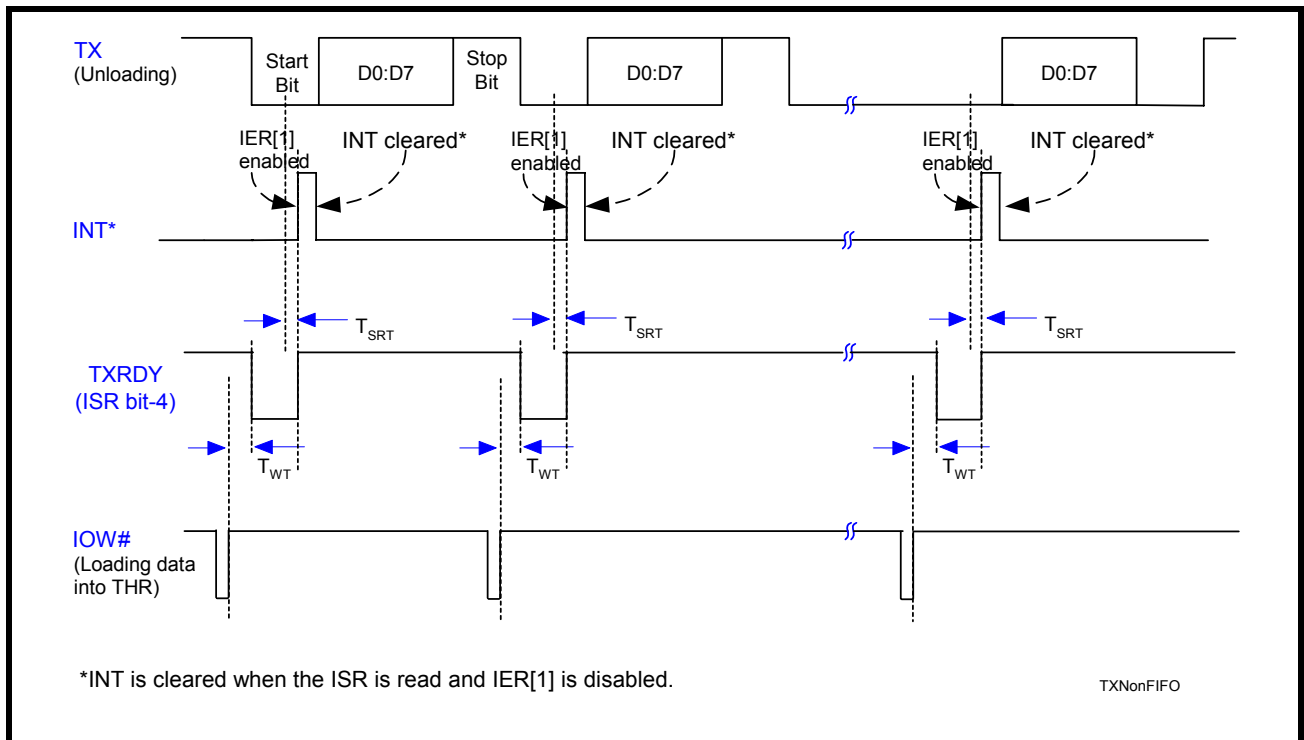 TX
(Unloading)
Start
Bit
D0:D7
Stop
Bit
D0:D7
D0:D7
IER[1]
enabled
INT cleared*
IER[1]
enabled
INT cleared*
IER[1]
enabled
INT cleared*
INT*
TSRT
TSRT
TSRT
TXRDY
(ISR bit-4)
TWT
TWT
TWT
IOW#
(Loading data
into THR)
*INT is cleared when the ISR is read and IER[1] is disabled.
TXNonFIFO